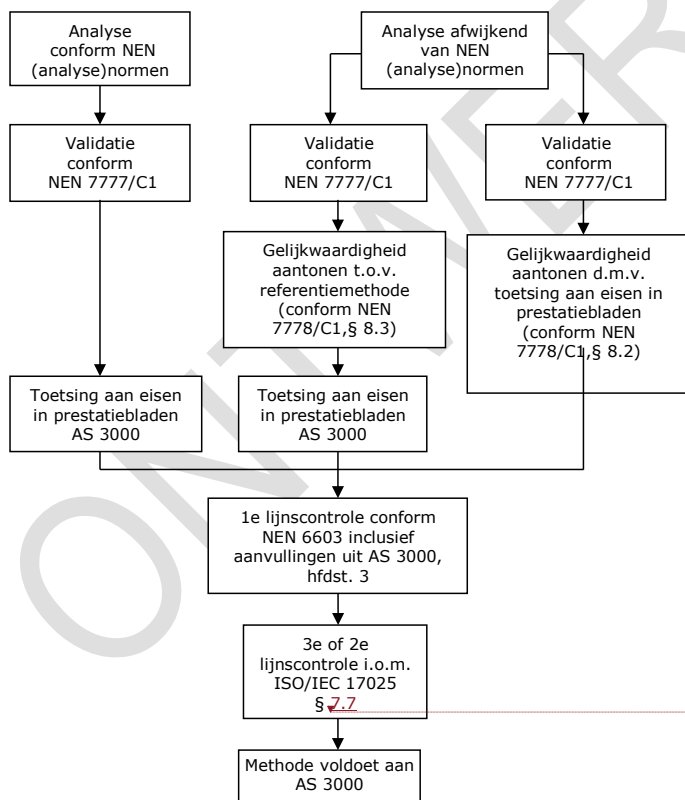 Analyse
conform NEN
(analyse)normen
Analyse afwijkend
van NEN
(analyse)normen
Validatie
conform
NEN 7777/C1
Validatie
conform
NEN 7777/C1
Validatie
conform
NEN 7777/C1
Gelijkwaardigheid
aantonen t.o.v.
referentiemethode
(conform NEN
7778/C1,§ 8.3)
Gelijkwaardigheid
aantonen d.m.v.
toetsing aan eisen in
prestatiebladen
(conform NEN
7778/C1,§ 8.2)
Toetsing aan eisen
in prestatiebladen
AS 3000
Toetsing aan eisen
in prestatiebladen
AS 3000
1e lijnscontrole conform
NEN 6603 inclusief
aanvullingen uit AS 3000,
hfdst. 3
3e of 2e
lijnscontrole i.o.m.
ISO/IEC 17025
§ 7.7
Methode voldoet aan
AS 3000
ONTWER